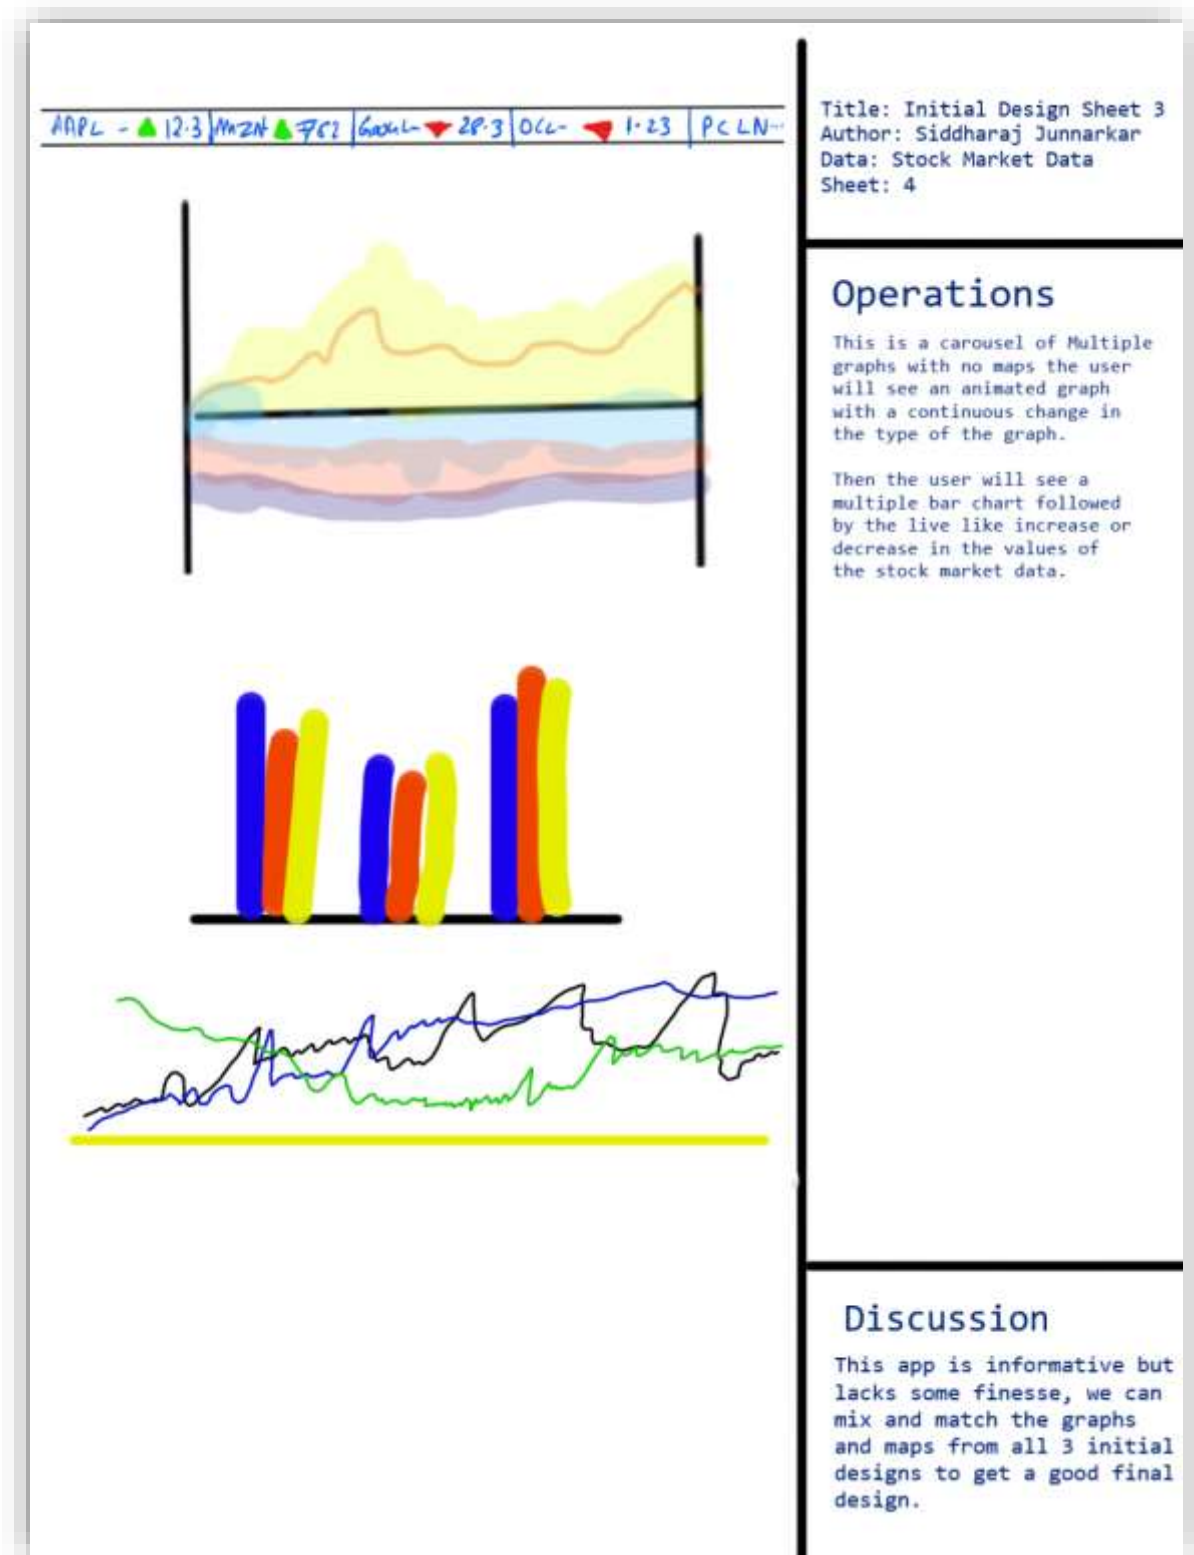 AAPL - 12.3 | MZN 762 | GooGL- 28.3 | OCL- 1.23 | PCLN...
Title: Initial Design Sheet 3
Author: Siddharaj Junnarkar
Data: Stock Market Data
Sheet: 4
Operations
This is a carousel of Multiple
graphs with no maps the user
will see an animated graph
with a continuous change in
the type of the graph.
Then the user will see a
multiple bar chart followed
by the live like increase or
decrease in the values of
the stock market data.
Discussion
This app is informative but
lacks some finesse, we can
mix and match the graphs
and maps from all 3 initial
designs to get a good final
design.